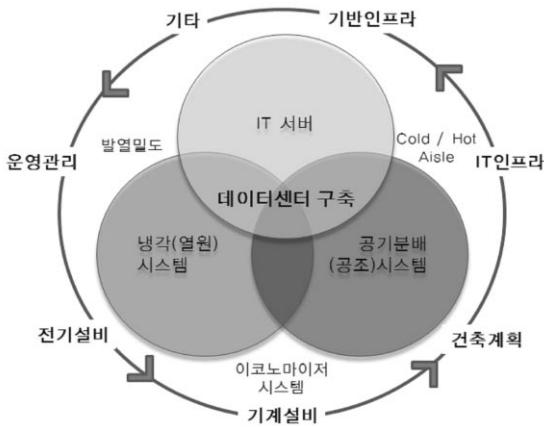 기타
기반인프라
IT 서버
발열밀도
Cold / Hot
Aisle
운영관리
IT인프라
데이터센터 구축
냉각(열원)
시스템
공기분배
(공조)시스템
전기설비
건축계획
이코노마이저
시스템
기계설비